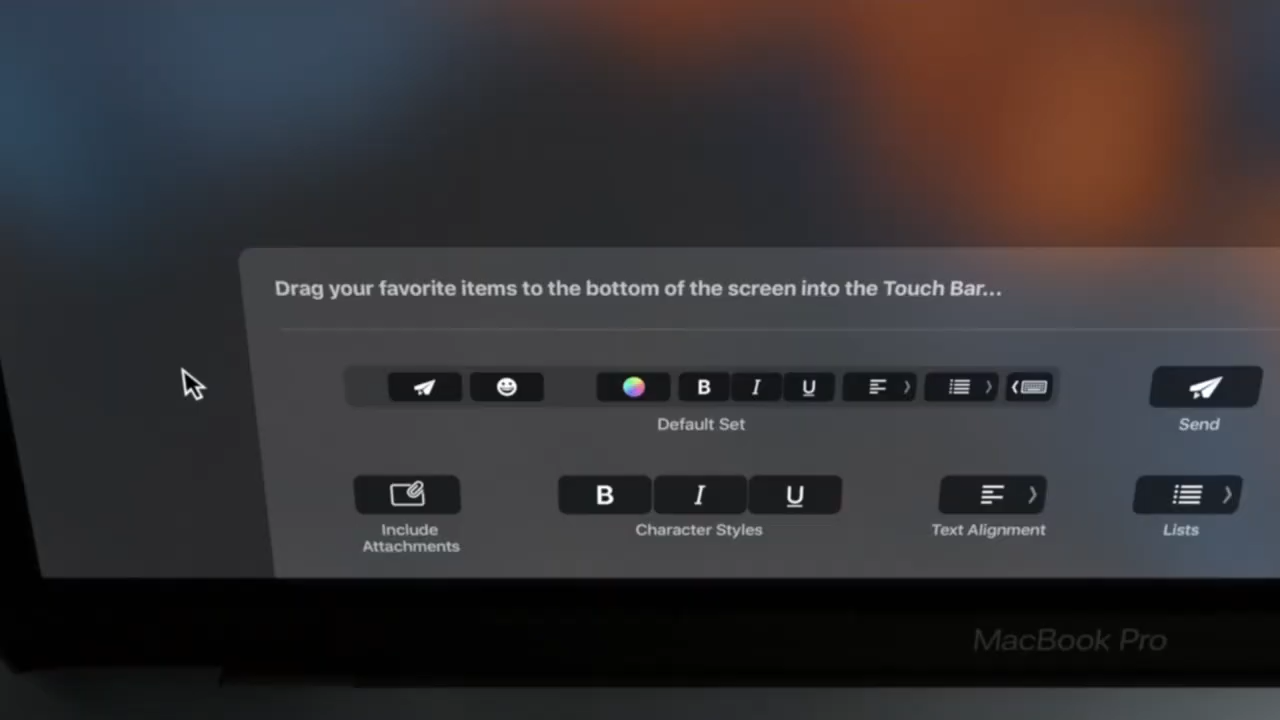 Drag your favorite items to the bottom of the screen into the Touch Bar...
B I U
Default Set
Send
B I U
Include
Attachments
Character Styles
Text Alignment
Lists
MacBook Pro